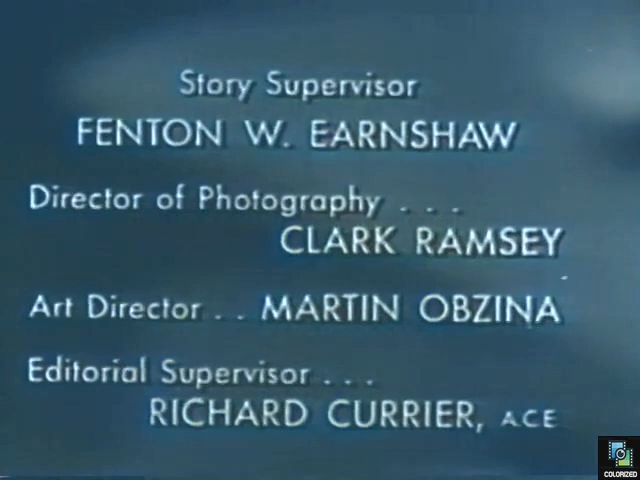 Story Supervisor
FENTON W. EARNSHAW
Director of Photography . . .
CLARK RAMSEY
Art Director . . MARTIN OBZINA
Editorial Supervisor . . .
RICHARD CURRIER, A.C.E
COLORIZED